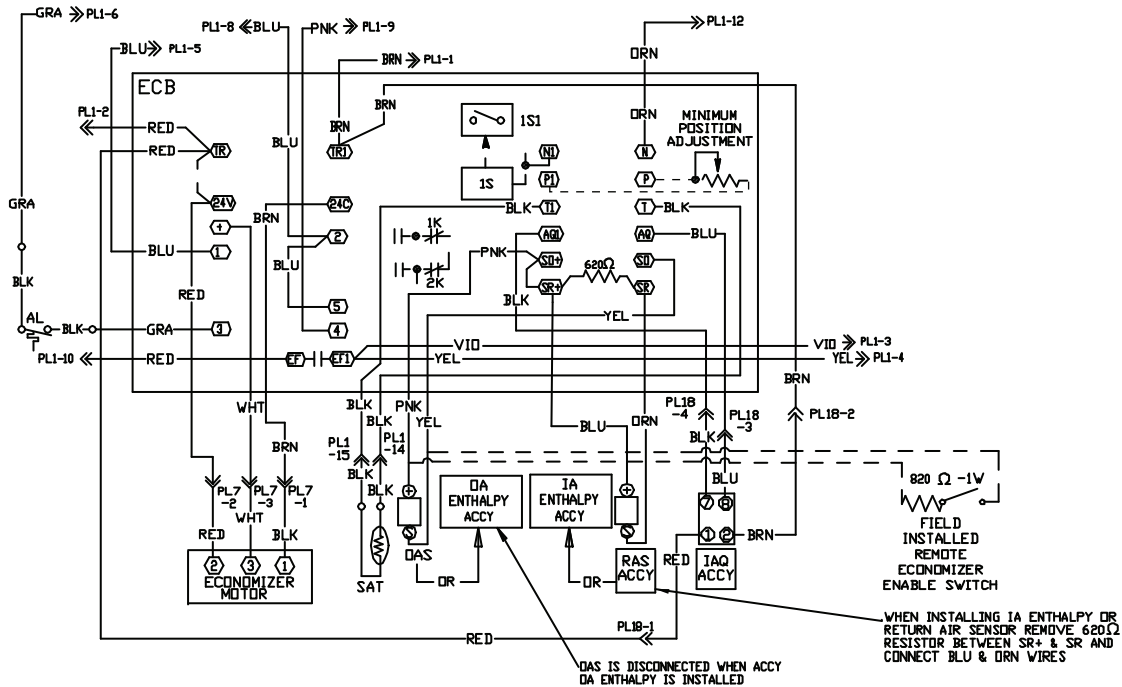 GRA PL1-6
PL1-8 BLU PNK PL1-9
PL1-12
BLU PL1-5
ORN
BRN PL1-1
ECB
BRN
PL1-2
RED
BRN
ORN
1S1
MINIMUM
POSITION
ADJUSTMENT
RED TR
BLU
TR1
N1
N
1S
P1
P
GRA
24V
BRN
24C
BLK T1
T BLK
+
1K
2
AQ1
AQ BLU
BLU 1
PNK
BLU
SO+
SO
620Ω
2K
BLK
RED
SR+
SR
BLK
5
YEL
AL
BLK
GRA 3
4
VIO
VIO PL1-3
PL1-10 RED EF EF1
YEL
YEL PL1-4
BRN
WHT
BLK
PNK
YEL
ORN
PL18
-4
PL18
-3
PL18-2
BLK
BLU
BLK
BRN
PL1
-15
PL1
-14
BLK
BLU
820 Ω -1W
PL7
-2
PL7
-3
PL7
-1
BLK
+
OA
ENTHALPY
ACCY
IA
ENTHALPY
ACCY
+
7 8
RED
WHT
BLK
S
S
1 2
BRN
FIELD
INSTALLED
REMOTE
ECONOMIZER
ENABLE SWITCH
2 3 1
ECONOMIZER
MOTOR
SAT
OAS
OR
OR
RAS
ACCY
RED
IAQ
ACCY
RED
PL18-1
WHEN INSTALLING IA ENTHALPY OR
RETURN AIR SENSOR REMOVE 620Ω
RESISTOR BETWEEN SR+ & SR AND
CONNECT BLU & ORN WIRES
OAS IS DISCONNECTED WHEN ACCY
OA ENTHALPY IS INSTALLED